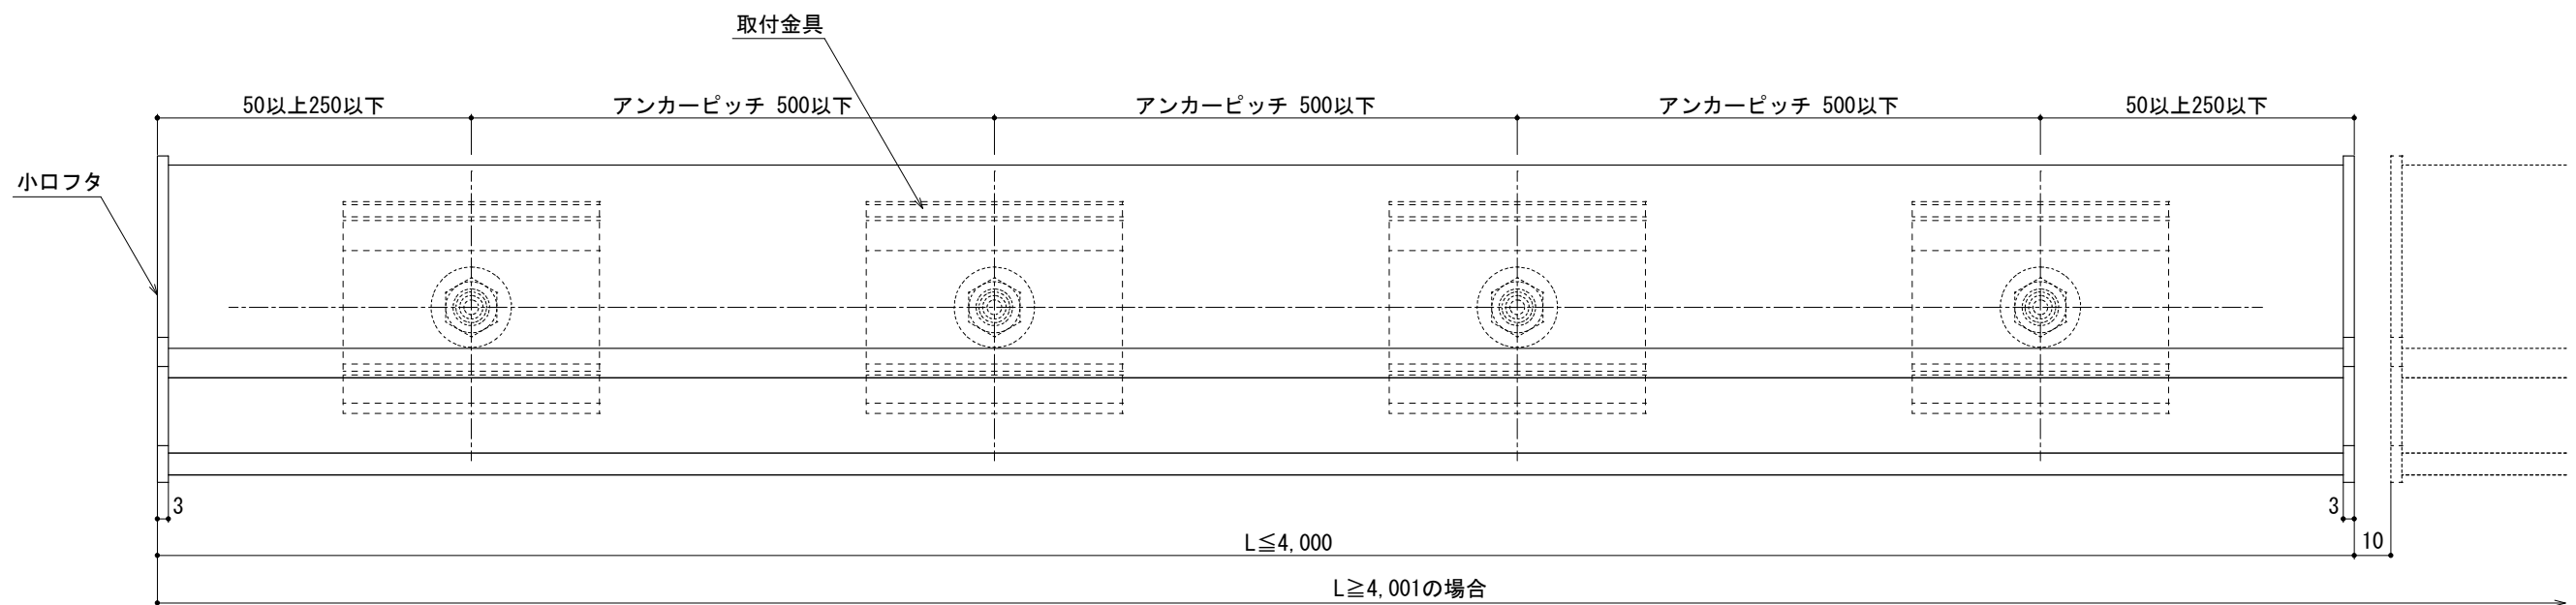 取付金具
50以上250以下
アンカーピッチ 500以下
アンカーピッチ 500以下
アンカーピッチ 500以下
50以上250以下
小口フタ
3
3
L≦4,000
10
L≧4,001の場合